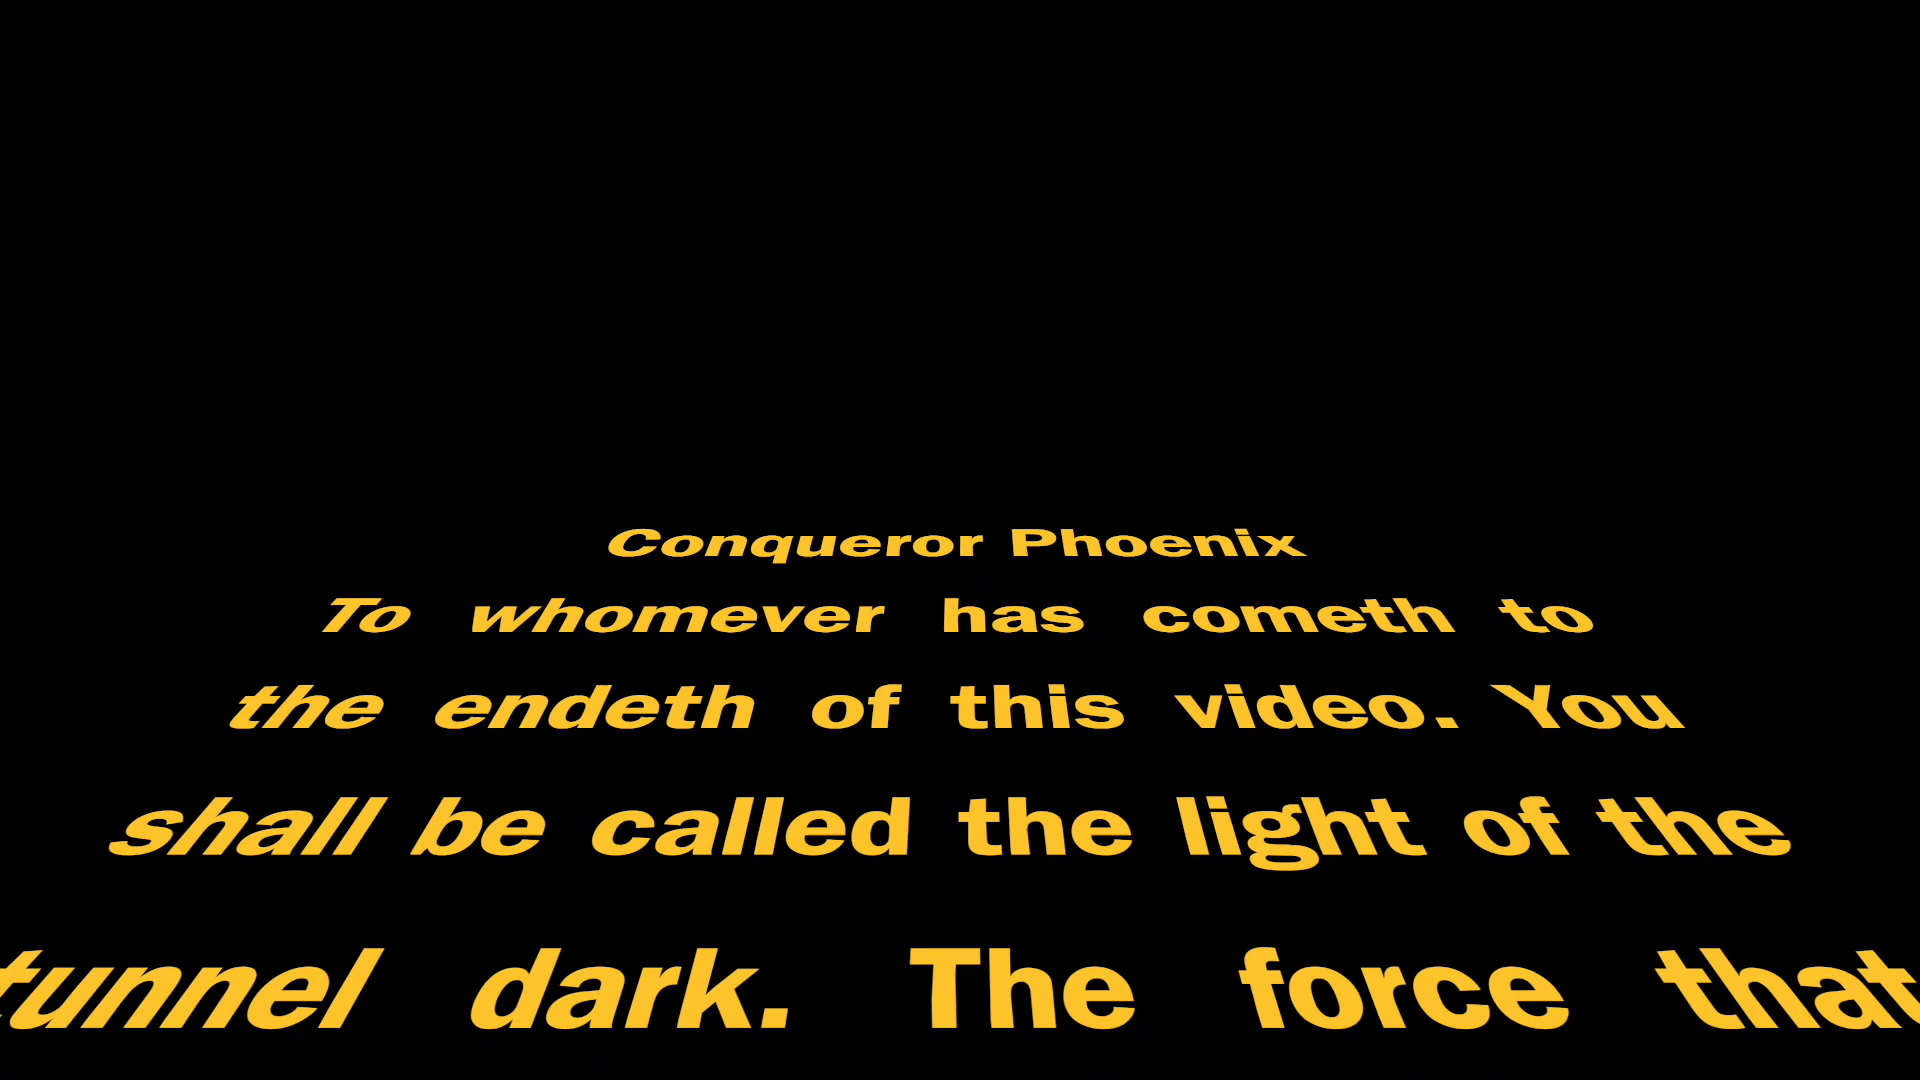 Conqueror Phoenix
To whomever has cometh to
the endeth of this video. You
shall be called the light of the
tunnel dark. The force that